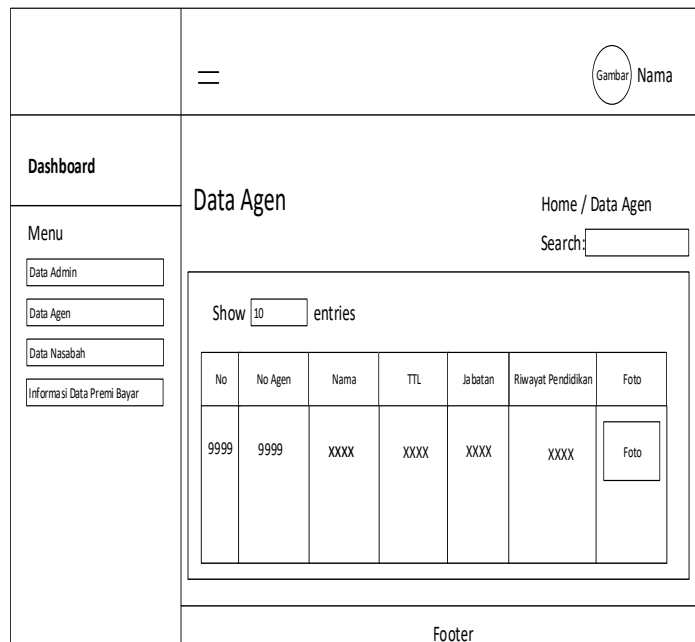 Gambar Nama
Dashboard
Menu
Data Admin
Data Agen
Data Nasabah
Informasi Data Premi Bayar
Data Agen
Home / Data Agen
Search:
Show 10 entries
No No Agen Nama TTL Jabatan Riwayat Pendidikan Foto
9999 9999 XXXX XXXX XXXX XXXX Foto
Footer